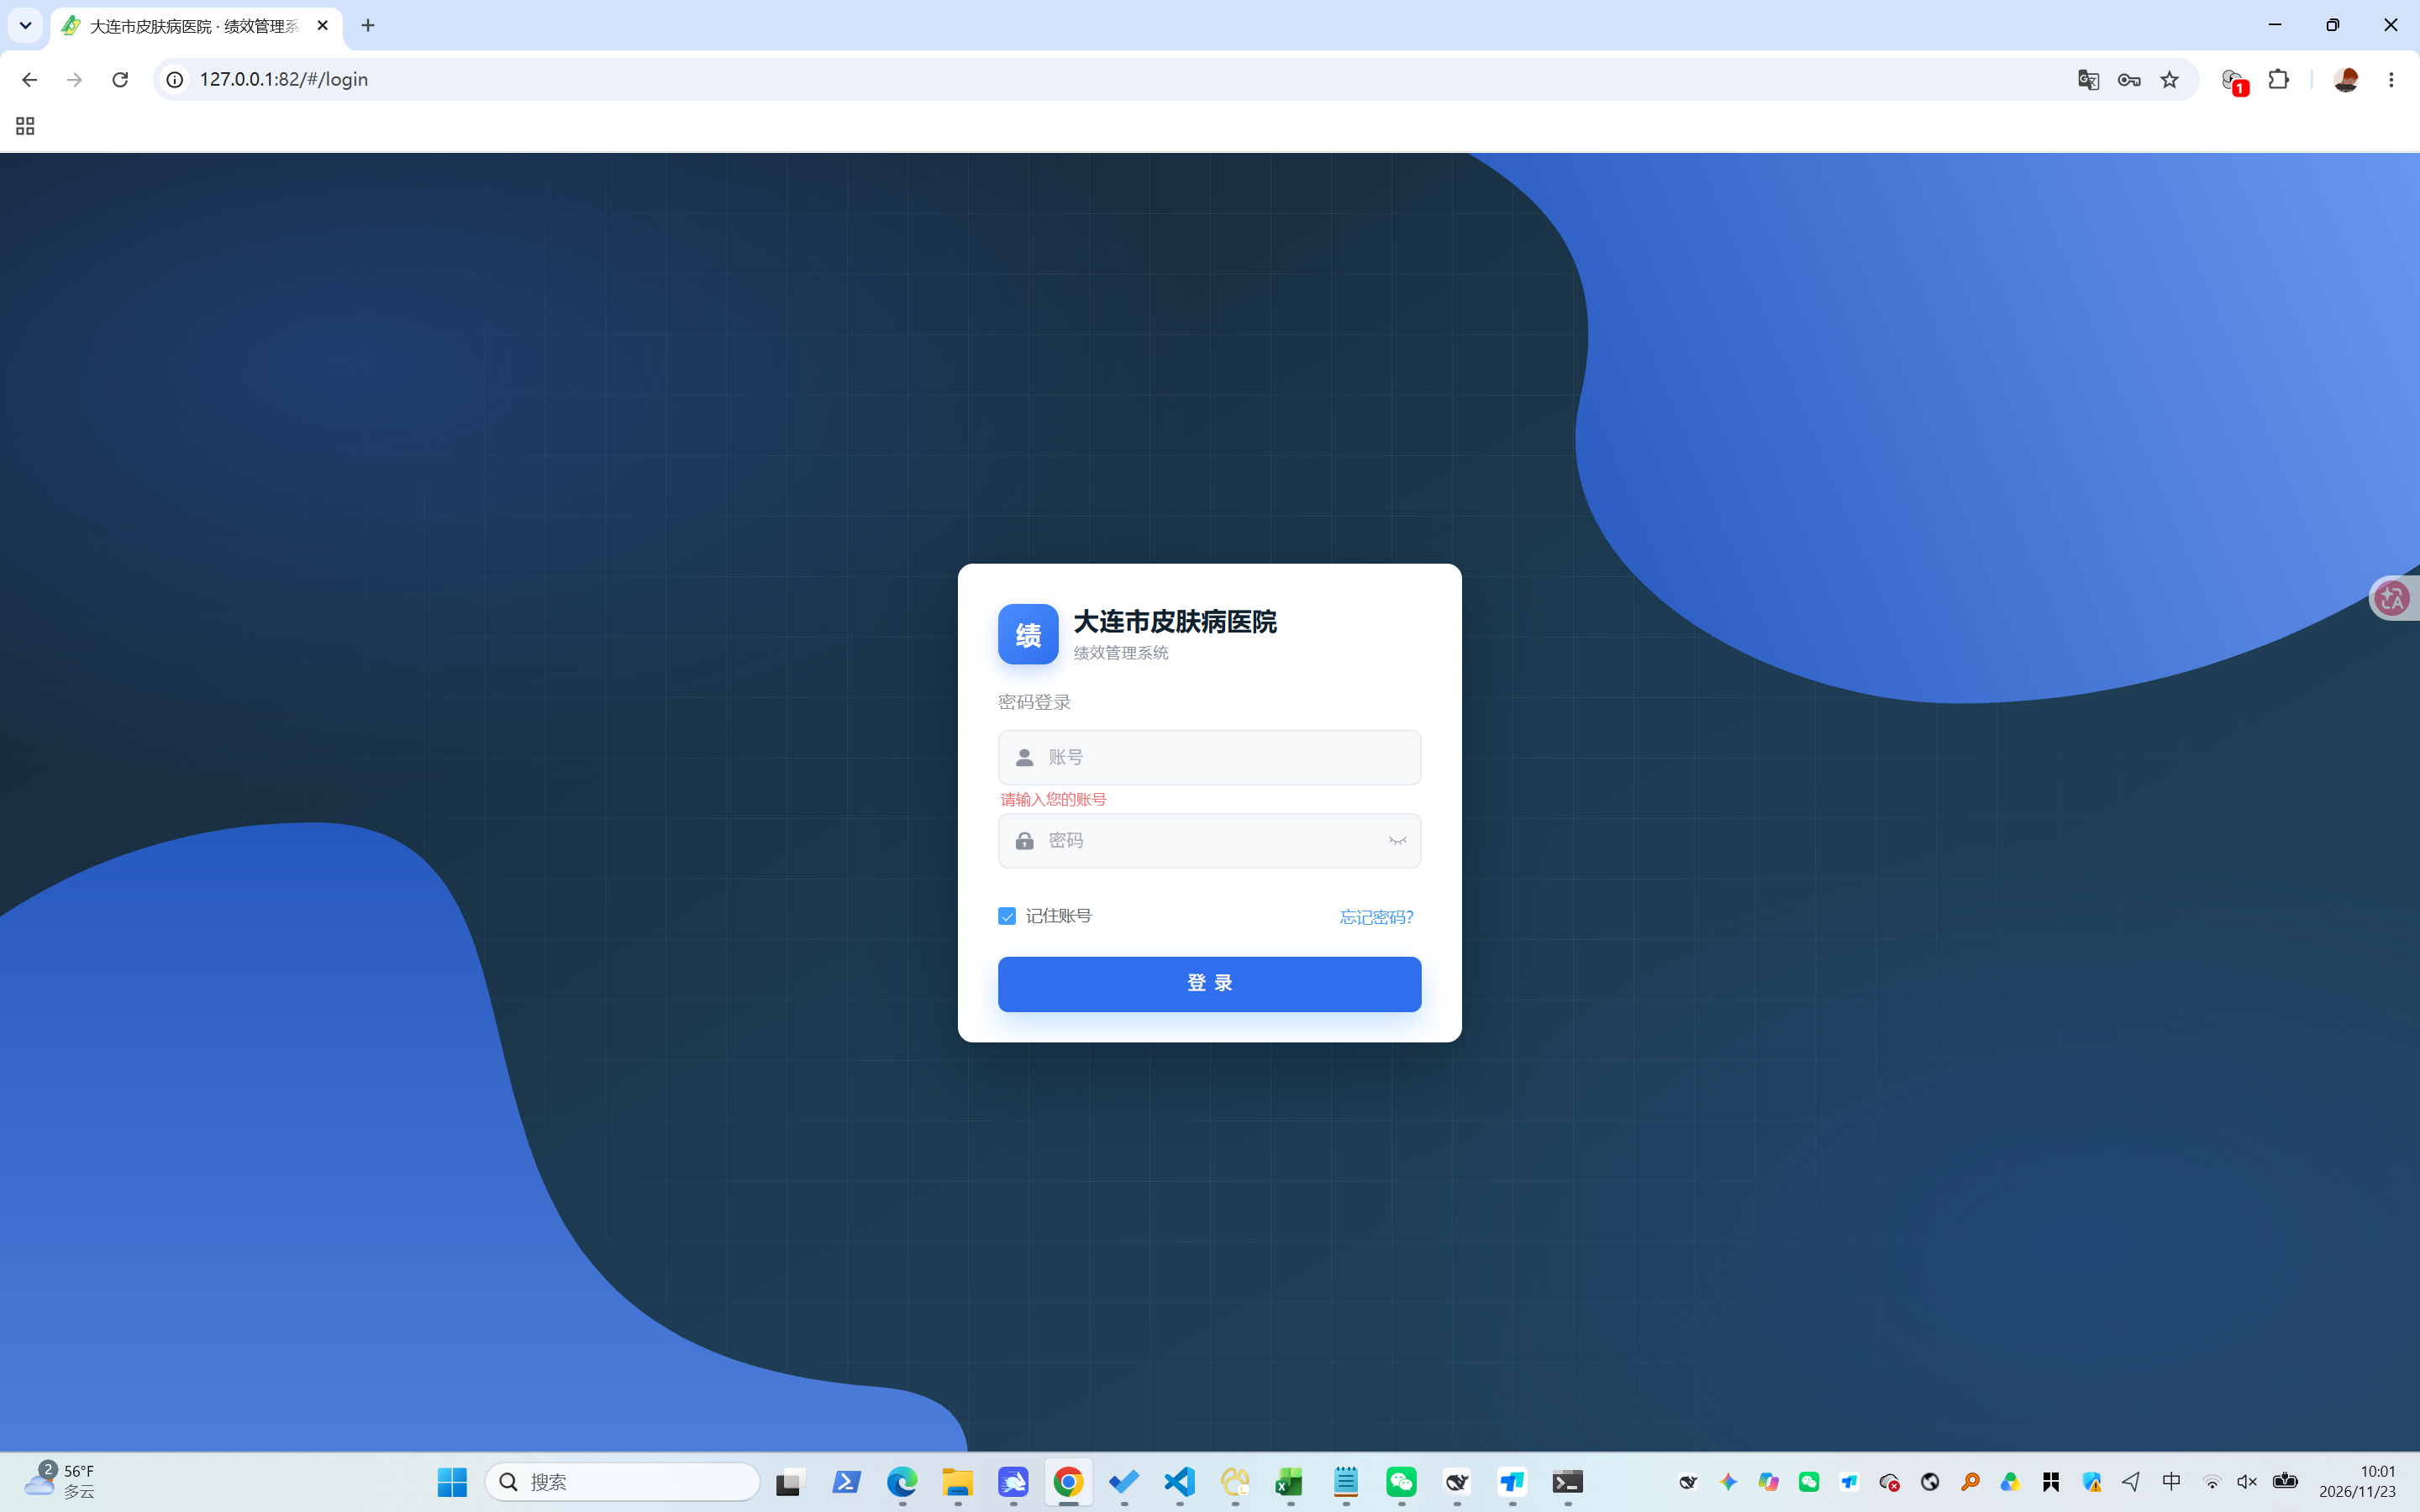 大连市皮肤病医院 · 绩效管理系
127.0.0.1:82/#/login
1
绩
大连市皮肤病医院
绩效管理系统
密码登录
账号
请输入您的账号
密码
记住账号
忘记密码?
登 录
2
56°F
多云
搜索
中
10:01
2026/11/23